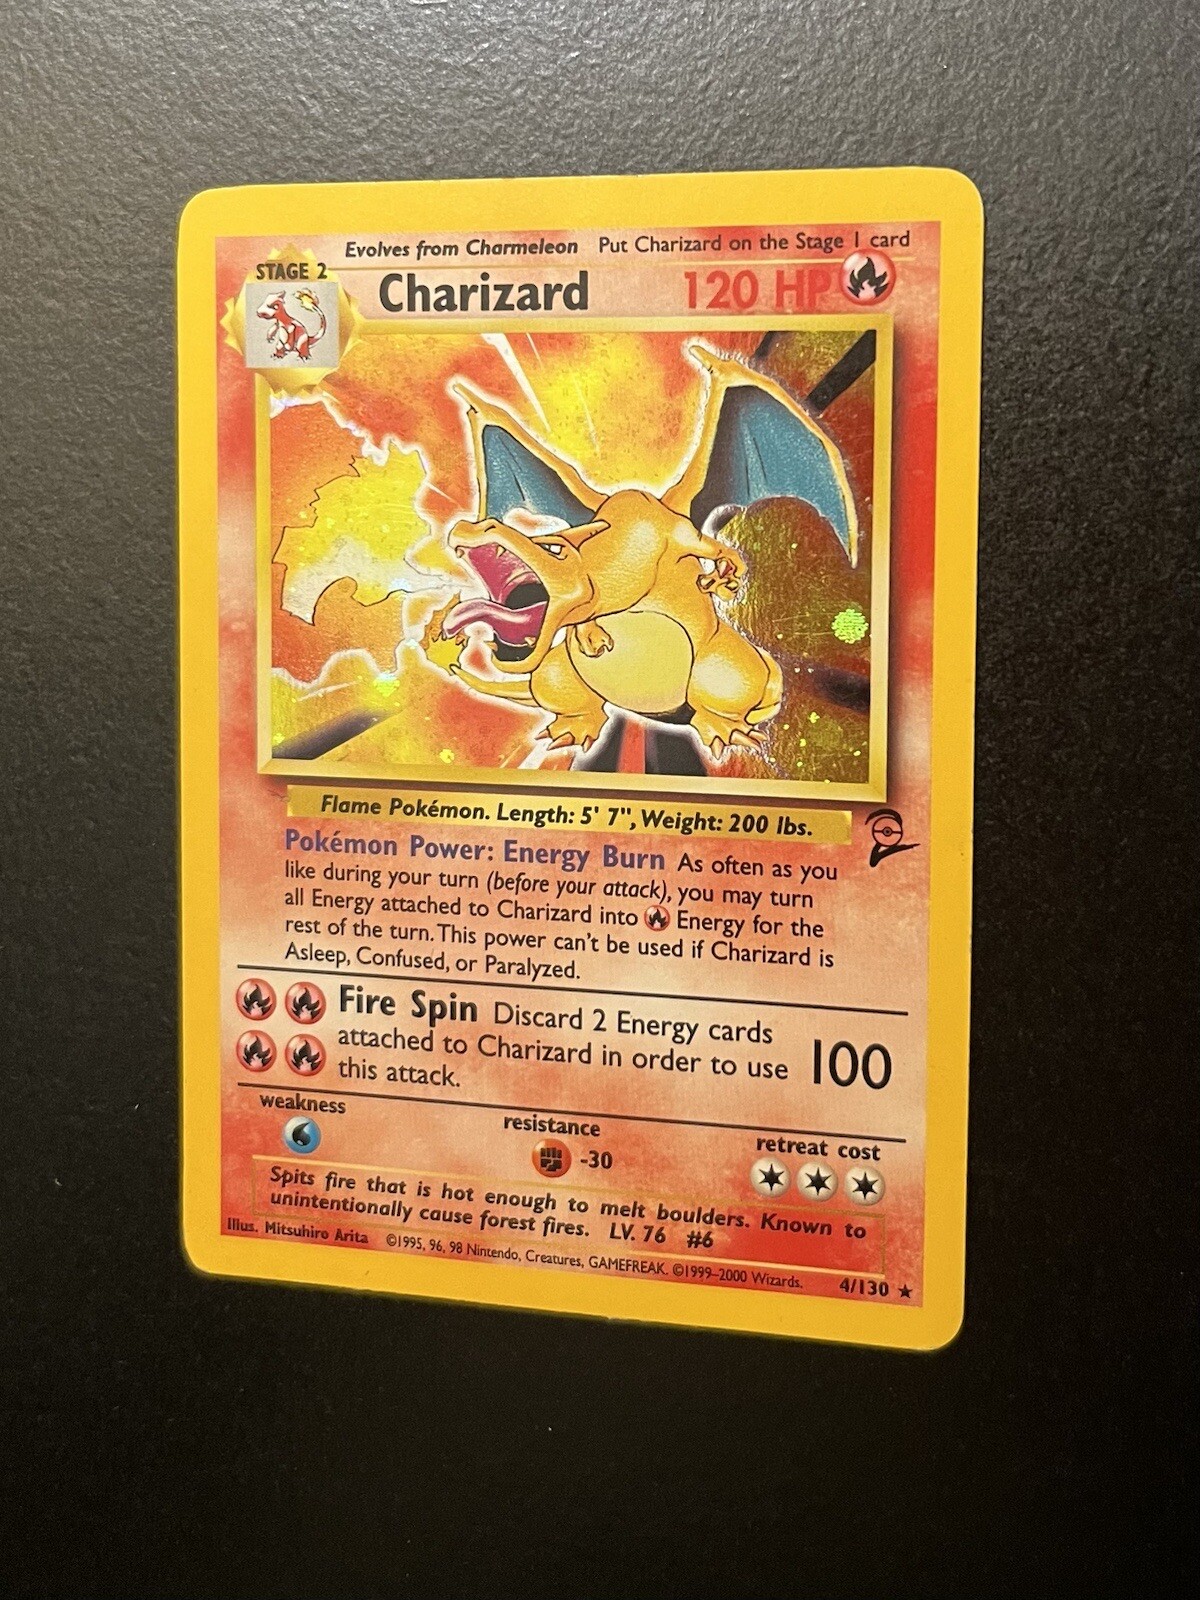 Evolves from Charmeleon Put Charizard on the Stage 1 card
STAGE 2
Charizard 120 HP
Flame Pokémon. Length: 5' 7", Weight: 200 lbs.
Pokémon Power: Energy Burn As often as you
like during your turn (before your attack), you may turn
all Energy attached to Charizard into Energy for the
rest of the turn. This power can't be used if Charizard is
Asleep, Confused, or Paralyzed.
Fire Spin Discard 2 Energy cards
attached to Charizard in order to use 100
this attack.
weakness
resistance
-30
retreat cost
Spits fire that is hot enough to melt boulders. Known to
unintentionally cause forest fires. LV. 76 #6
Illus. Mitsuhiro Arita ©1995, 96, 98 Nintendo, Creatures, GAMEFREAK. ©1999-2000 Wizards. 4/130 ★